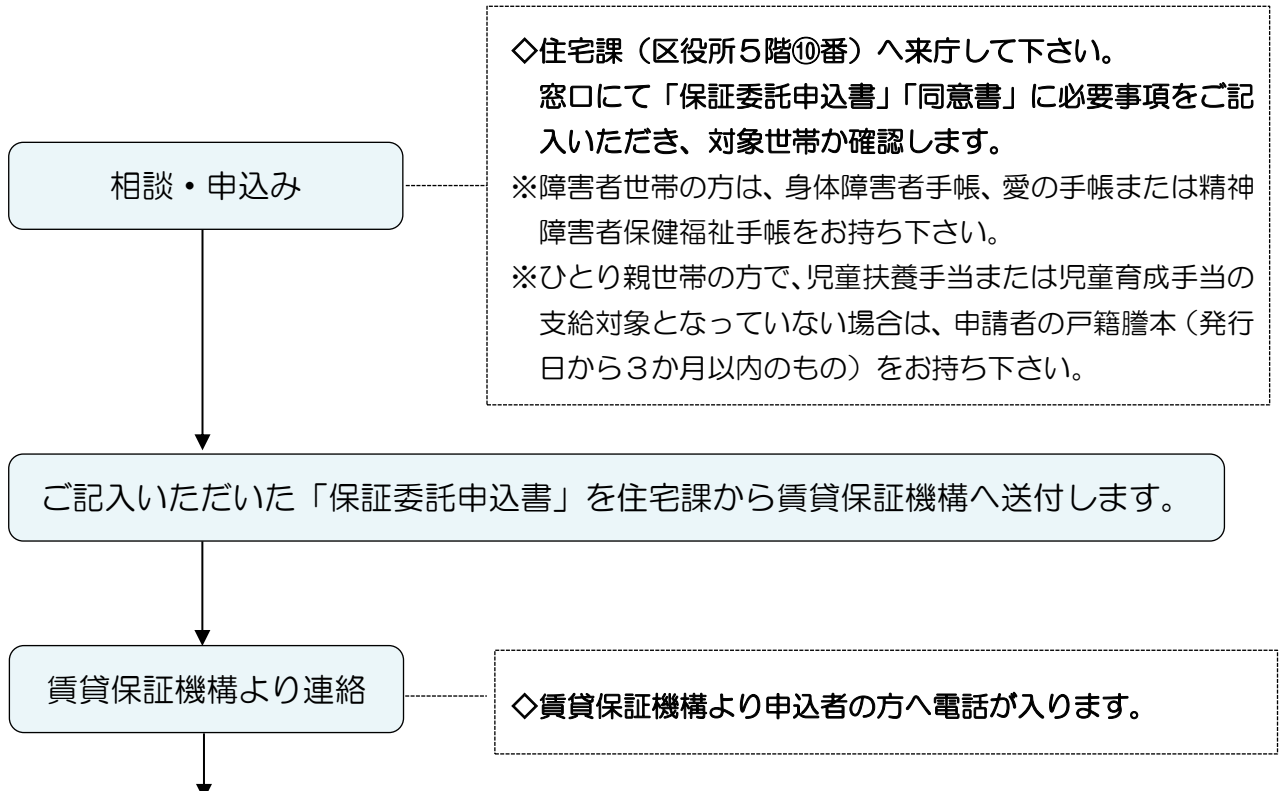 ◇住宅課（区役所５階⑩番）へ来庁して下さい。
窓口にて「保証委託申込書」「同意書」に必要事項をご記
入いただき、対象世帯か確認します。
※障害者世帯の方は、身体障害者手帳、愛の手帳または精神
障害者保健福祉手帳をお持ち下さい。
※ひとり親世帯の方で、児童扶養手当または児童育成手当の
支給対象となっていない場合は、申請者の戸籍謄本（発行
日から３か月以内のもの）をお持ち下さい。
相談・申込み
ご記入いただいた「保証委託申込書」を住宅課から賃貸保証機構へ送付します。
賃貸保証機構より連絡
◇賃貸保証機構より申込者の方へ電話が入ります。